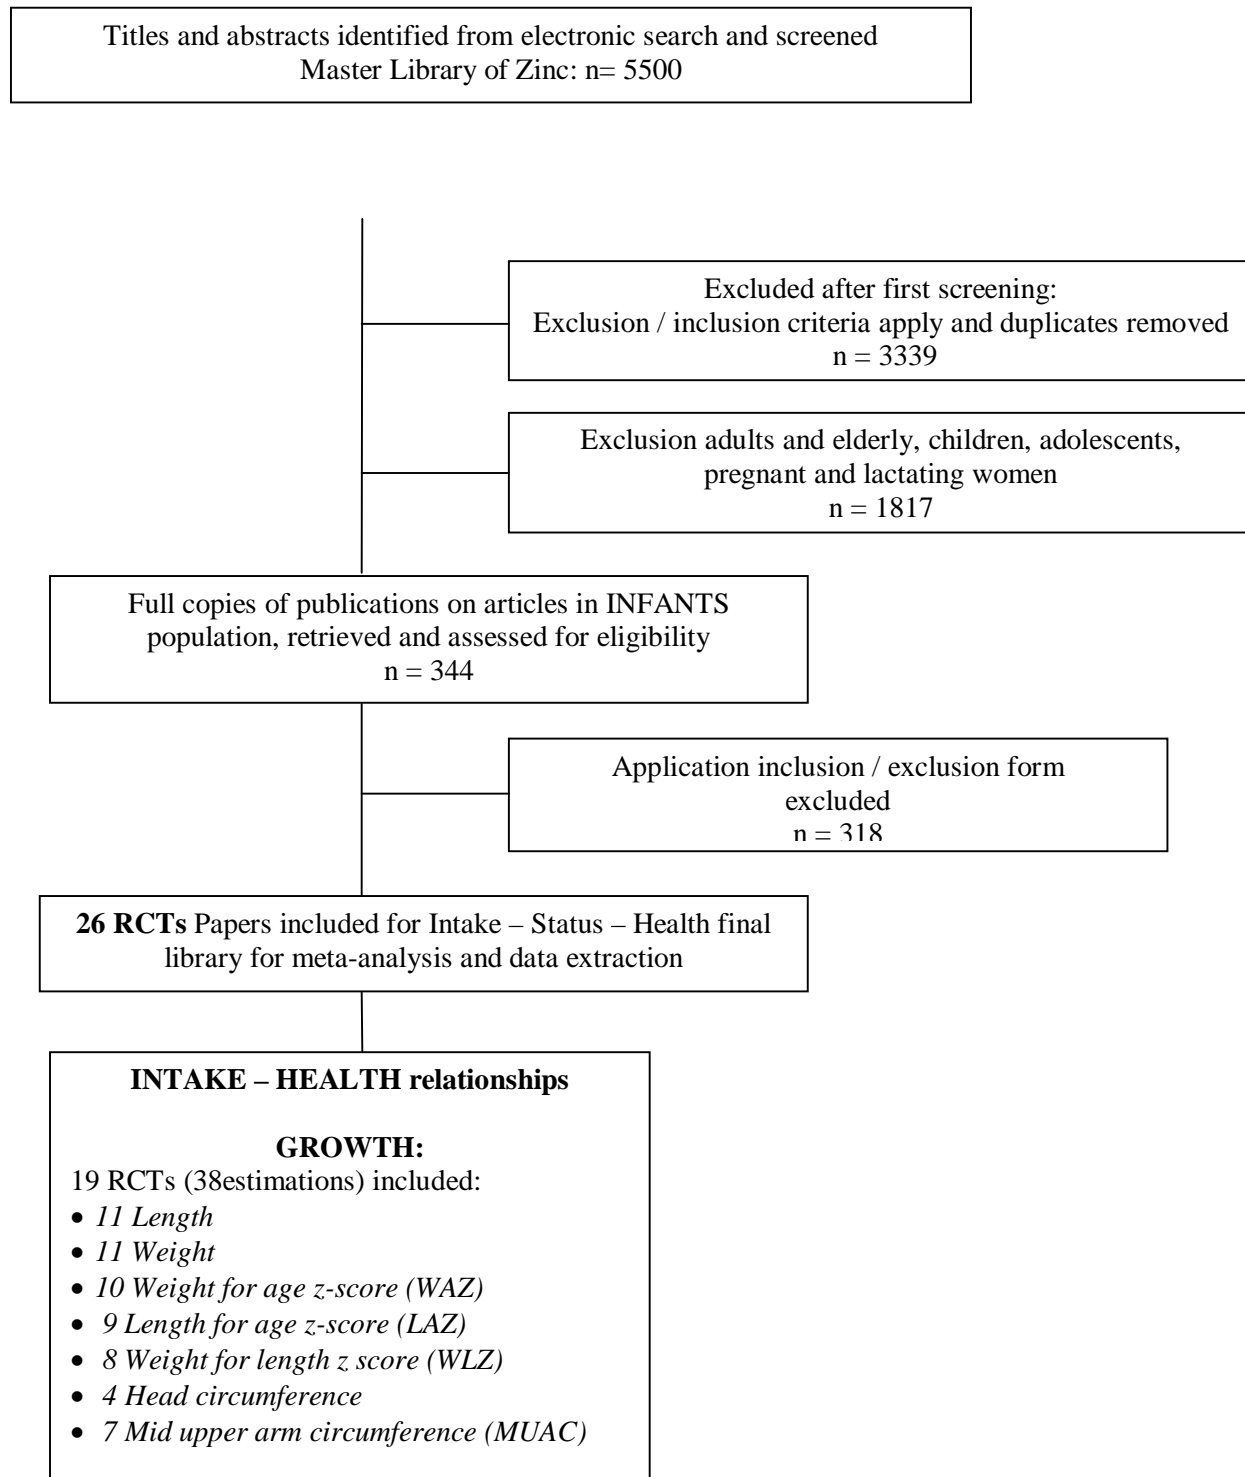 Titles and abstracts identified from electronic search and screened
Master Library of Zinc: n= 5500
Excluded after first screening:
Exclusion / inclusion criteria apply and duplicates removed
n = 3339
Exclusion adults and elderly, children, adolescents,
pregnant and lactating women
n = 1817
Full copies of publications on articles in INFANTS
population, retrieved and assessed for eligibility
n = 344
Application inclusion / exclusion form
excluded
n = 318
26 RCTs Papers included for Intake – Status – Health final
library for meta-analysis and data extraction
INTAKE – HEALTH relationships
GROWTH:
19 RCTs (38estimations) included:
• 11 Length
• 11 Weight
• 10 Weight for age z-score (WAZ)
• 9 Length for age z-score (LAZ)
• 8 Weight for length z score (WLZ)
• 4 Head circumference
• 7 Mid upper arm circumference (MUAC)